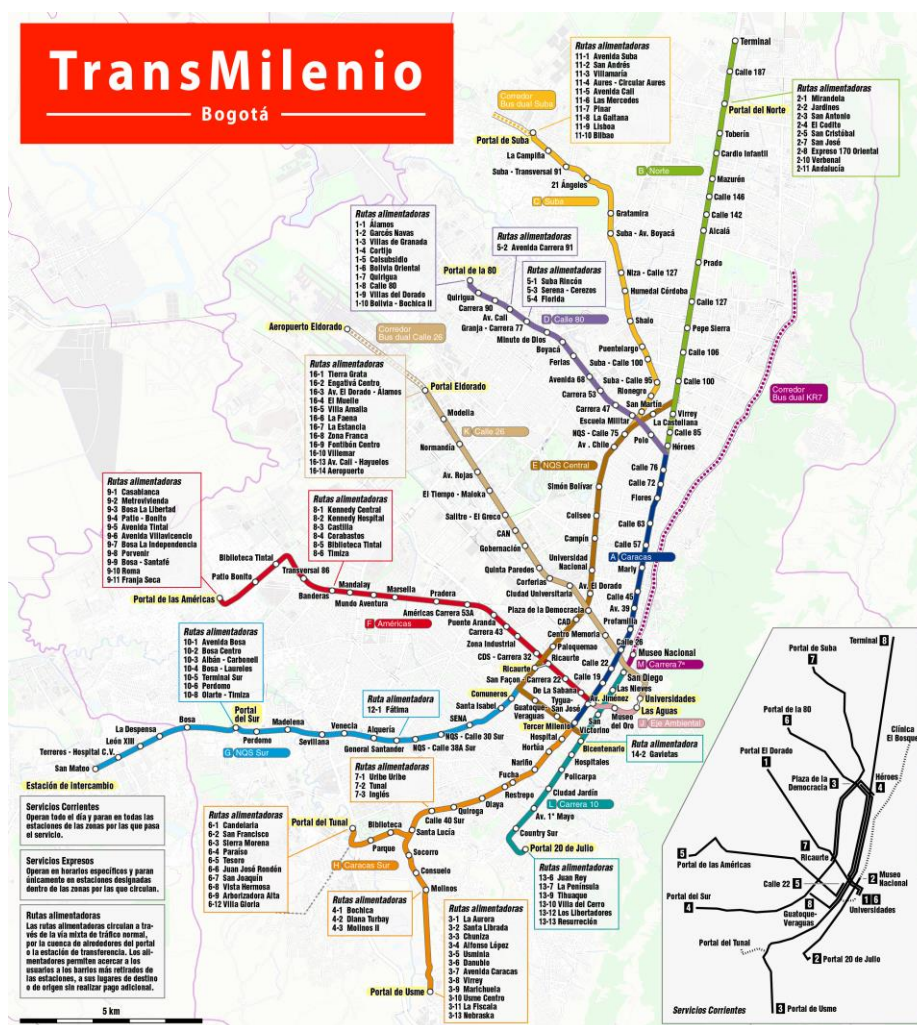 TransMilenio
Bogotá
Rutas alimentadoras
11-1 Avenida Suba
11-2 San Andrés
11-3 Villamaría
11-4 Aures - Circular Aures
11-5 Avenida Cali
11-6 Las Mercedes
11-7 Pinar
11-8 La Gaitana
11-9 Lisboa
11-10 Bilbao
Corredor
Bus dual Suba
Portal de Suba
La Campiña
Suba - Transversal 91
21 Ángeles
C Suba
Gratamira
Suba - Av. Boyacá
Niza - Calle 127
Humedal Córdoba
Shaio
Puentelargo
Suba - Calle 100
Suba - Calle 95
Rionegro
San Martín
Terminal
Calle 187
Portal del Norte
Toberín
Cardio Infantil
B Norte
Mazurén
Calle 146
Calle 142
Alcalá
Prado
Calle 127
Pepe Sierra
Calle 106
Calle 100
Virrey
Calle 85
Héroes
Rutas alimentadoras
2-1 Mirandela
2-2 Jardines
2-3 San Antonio
2-4 El Codito
2-5 San Cristóbal
2-7 San José
2-8 Expreso 170 Oriental
2-10 Verbenal
2-11 Andalucía
Rutas alimentadoras
1-1 Álamos
1-2 Garcés Navas
1-3 Villas de Granada
1-4 Cortijo
1-5 Colsubsidio
1-6 Bolivia Oriental
1-7 Quirigua
1-8 Calle 80
1-9 Villas del Dorado
1-10 Bolivia - Bochica II
Rutas alimentadoras
5-2 Avenida Carrera 91
Rutas alimentadoras
5-1 Suba Rincón
5-3 Serena - Cerezos
5-4 Florida
Portal de la 80
Quirigua
Carrera 90
Av. Cali
Granja - Carrera 77
Minuto de Dios
Boyacá
Ferias
Avenida 68
Carrera 53
Carrera 47
Escuela Militar
Polo
D Calle 80
Aeropuerto Eldorado
Corredor
Bus dual Calle 26
Rutas alimentadoras
16-1 Tierra Grata
16-2 Engativá Centro
16-3 Av. El Dorado - Álamos
16-4 El Muelle
16-5 Villa Amalia
16-6 La Faena
16-7 La Estancia
16-8 Zona Franca
16-9 Fontibón Centro
16-10 Villemar
16-13 Av. Cali - Hayuelos
16-14 Aeropuerto
Portal Eldorado
Modelia
K Calle 26
Normandía
Av. Rojas
El Tiempo - Maloka
Salitre - El Greco
CAN
Gobernación
Quinta Paredes
Corferias
Ciudad Universitaria
Plaza de la Democracia
Centro Memoria
La Castellana
NQS - Calle 75
Av . Chile
E NQS Central
Simón Bolívar
Coliseo
Campín
Universidad
Nacional
Av. El Dorado
CAD
Paloquemao
Ricaurte
Corredor
Bus dual KR7
Calle 76
Calle 72
Flores
Calle 63
Calle 57
A Caracas
Marly
Calle 45
Av. 39
Profamilia
Calle 26
Calle 22
Calle 19
Av. Jiménez
Museo Nacional
M Carrera 7ª
San Diego
Las Nieves
Universidades
Las Aguas
Museo
del Oro
J Eje Ambiental
San
Victorino
Rutas alimentadoras
9-1 Casablanca
9-2 Metrovivienda
9-3 Bosa La Libertad
9-4 Patio - Bonito
9-5 Avenida Tintal
9-6 Avenida Villavicencio
9-7 Bosa La Independencia
9-8 Porvenir
9-9 Bosa - Santafé
9-10 Roma
9-11 Franja Seca
Rutas alimentadoras
8-1 Kennedy Central
8-2 Kennedy Hospital
8-3 Castilla
8-4 Corabastos
8-5 Biblioteca Tintal
8-6 Timiza
Portal de las Américas
Patio Bonito
Biblioteca Tintal
Transversal 86
Banderas
Mandalay
Mundo Aventura
Marsella
Pradera
Américas Carrera 53A
Puente Aranda
Carrera 43
Zona Industrial
CDS - Carrera 32
Ricaurte
Carrera 22
De La Sabana
F Américas
Rutas alimentadoras
10-1 Avenida Bosa
10-2 Bosa Centro
10-3 Albán - Carbonell
10-4 Bosa - Laureles
10-5 Terminal Sur
10-6 Perdomo
10-8 Olarte - Timiza
Ruta alimentadora
12-1 Fátima
San Mateo
Terreros - Hospital C.V.
León XIII
La Despensa
Bosa
Portal
del Sur
Perdomo
Madelena
Sevillana
Venecia
General Santander
Alquería
NQS - Calle 38A Sur
NQS - Calle 30 Sur
SENA
Santa Isabel
Comuneros
San Façon
G NQS Sur
Estación de Intercambio
Tygua-
San José
Guatoque-
Veraguas
Tercer Milenio
Bicentenario
Hospital
Hortúa
Nariño
Fucha
Restrepo
Olaya
Quiroga
Calle 40 Sur
Santa Lucía
Hospitales
Policarpa
Ciudad Jardín
L Carrera 10
Av. 1° Mayo
Country Sur
Portal 20 de Julio
Ruta alimentadora
14-2 Gaviotas
Rutas alimentadoras
7-1 Uribe Uribe
7-2 Tunal
7-3 Inglés
Portal del Tunal
Parque
Biblioteca
H Caracas Sur
Socorro
Consuelo
Molinos
Portal de Usme
Rutas alimentadoras
6-1 Candelaria
6-2 San Francisco
6-3 Sierra Morena
6-4 Paraíso
6-5 Tesoro
6-6 Juan José Rondón
6-7 San Joaquín
6-8 Vista Hermosa
6-9 Arborizadora Alta
6-12 Villa Gloria
Rutas alimentadoras
4-1 Bochica
4-2 Diana Turbay
4-3 Molinos II
Rutas alimentadoras
3-1 La Aurora
3-2 Santa Librada
3-3 Chuniza
3-4 Alfonso López
3-5 Usminia
3-6 Danubio
3-7 Avenida Caracas
3-8 Virrey
3-9 Marichuela
3-10 Usme Centro
3-11 La Fiscala
3-13 Nebraska
Rutas alimentadoras
13-6 Juan Rey
13-7 La Península
13-9 Tihuaque
13-10 Villa del Cerro
13-12 Los Libertadores
13-13 Resurrección
Servicios Corrientes
Operan todo el día y paran en todas las
estaciones de las zonas por las que pasa
el servicio.
Servicios Expresos
Operan en horarios específicos y paran
únicamente en estaciones designadas
dentro de las zonas por las que circulan.
Rutas alimentadoras
Las rutas alimentadoras circulan a tra-
vés de la vía mixta de tráfico normal,
por la cuenca de alrededores del portal
o la estación de transferencia. Los ali-
mentadores permiten acercar a los
usuarios a los barrios más retirados de
las estaciones, a sus lugares de destino
o de origen sin realizar pago adicional.
5 km
Terminal 8
Portal de Suba
7
Portal de la 80
6
Portal El Dorado
1
Clínica
El Bosque
Plaza de la
Democracia 3
Héroes
4
7
Ricaurte
5
Portal de las Américas
Calle 22 5
2 Museo
Nacional
1 6
Universidades
Portal del Sur
4
8
Guatoque-
Veraguas
Portal del Tunal
2 Portal 20 de Julio
3 Portal de Usme
Servicios Corrientes